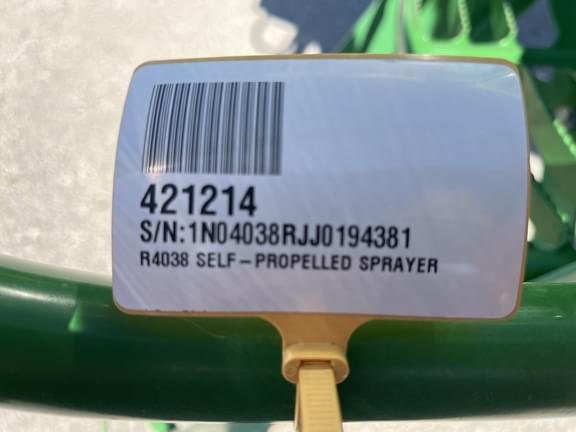 421214
S/N:1N04038RJJ0194381
R4038 SELF-PROPELLED SPRAYER